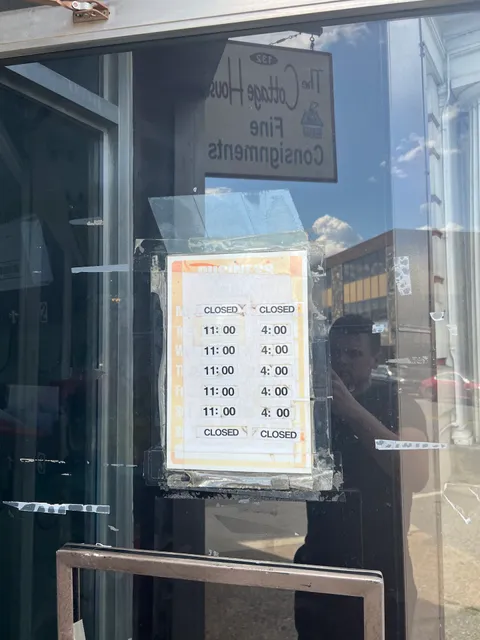 132
The
Cottage House
Fine
Consignments
CLOSED CLOSED
11:00 4:00
11:00 4:00
11:00 4:00
11:00 4:00
11:00 4:00
CLOSED CLOSED